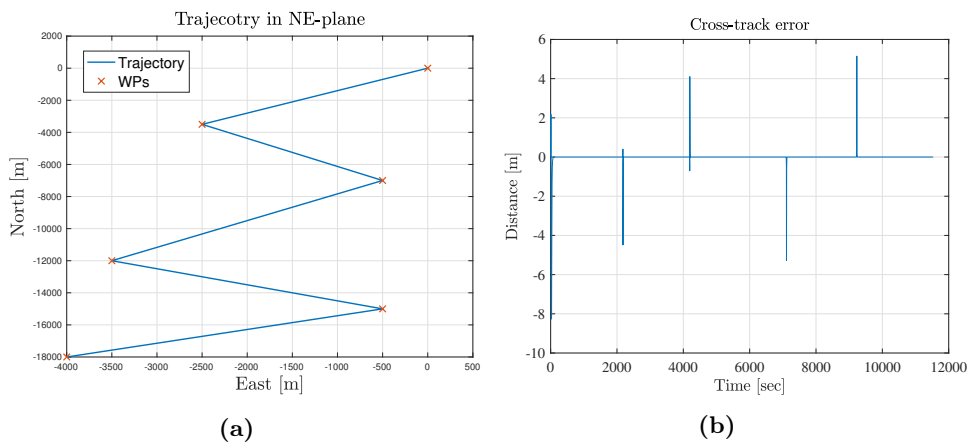 Trajecotry in NE-plane
2000
0
-2000
-4000
-6000
-8000
-10000
-12000
-14000
-16000
-18000
North [m]
Trajectory
WPs
-4000 -3500 -3000 -2500 -2000 -1500 -1000 -500 0 500
East [m]
(a)
Cross-track error
6
4
2
0
-2
-4
-6
-8
-10
Distance [m]
0 2000 4000 6000 8000 10000 12000
Time [sec]
(b)